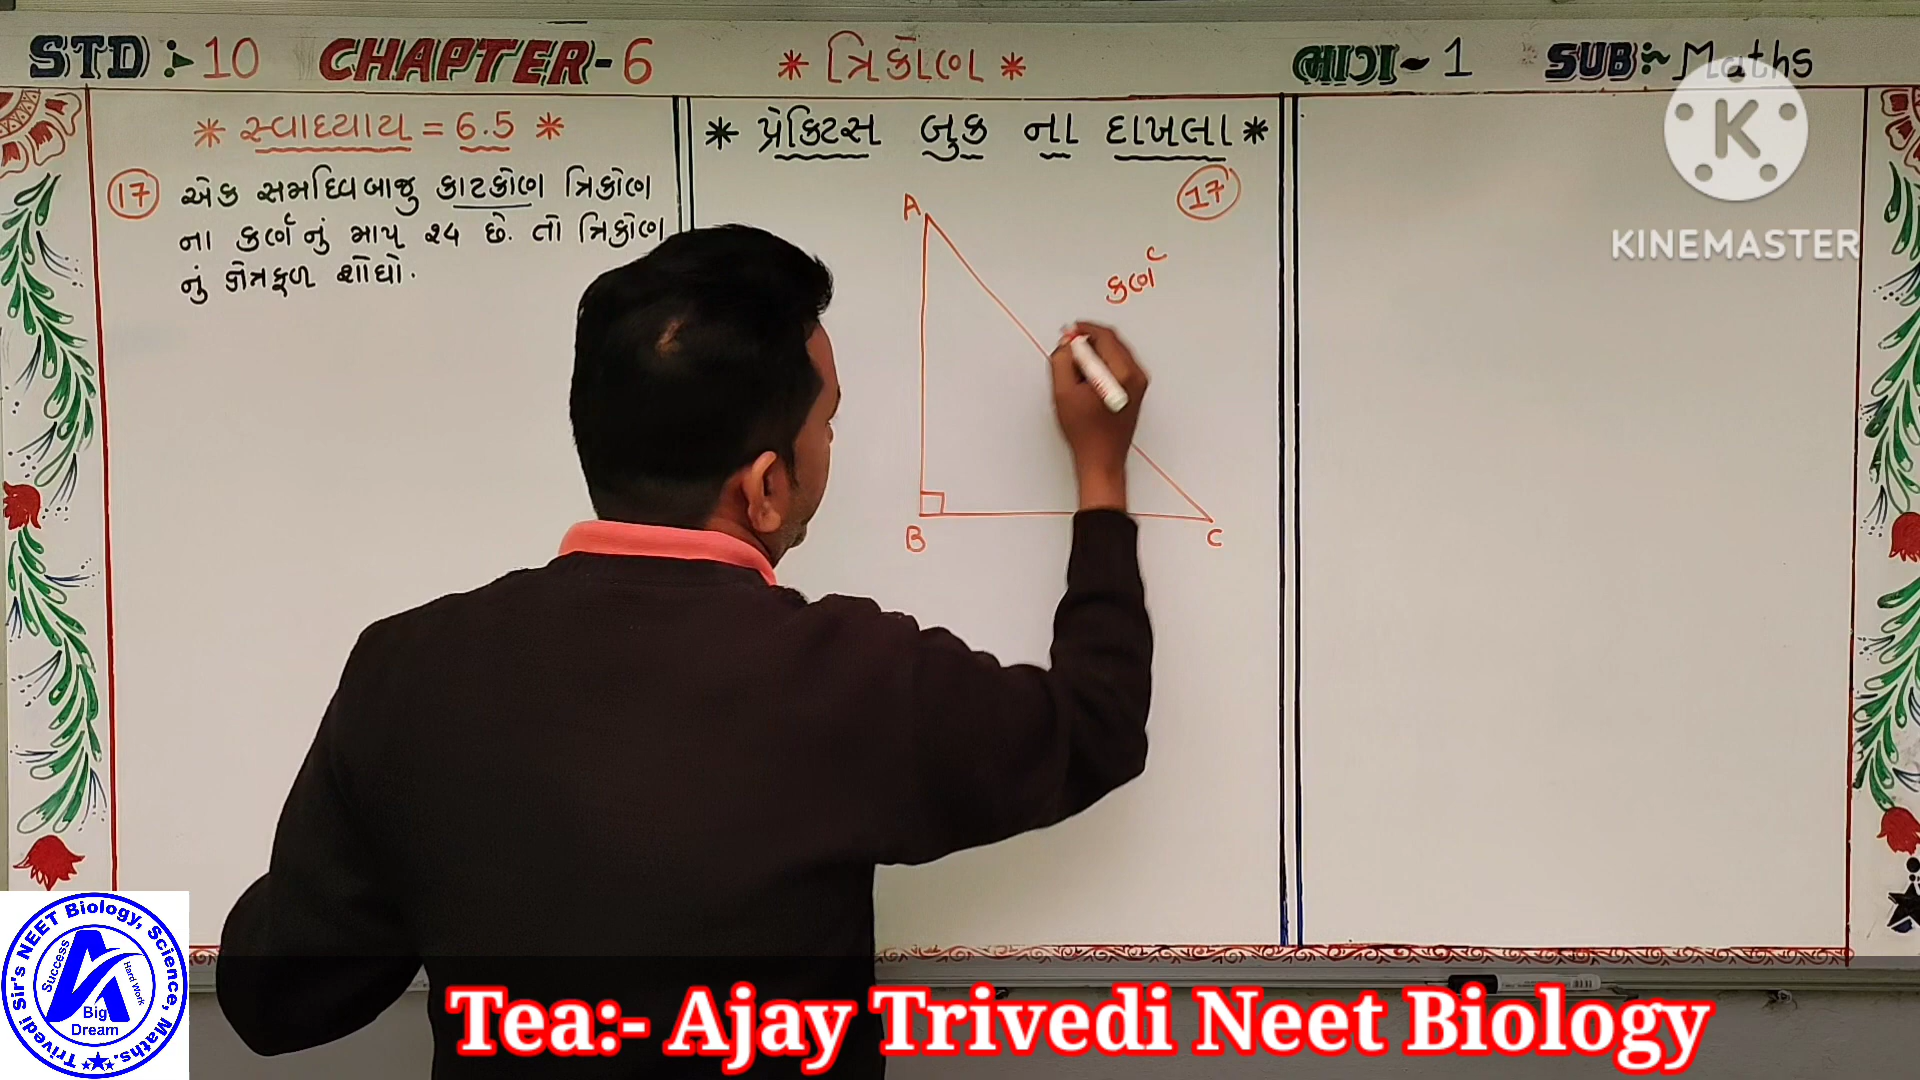 STD :- 10 CHAPTER-6 * ત્રિકોણ * ભાગ ~ 1 SUB:~ Maths
* સ્વાધ્યાય = 6.5 *
17 એક સમદ્વિબાજુ કાટકોણ ત્રિકોણ
ના કર્ણ નું માપ ૨4 છે. તો ત્રિકોણ
નું ક્ષેત્રફળ શોધો.
* પ્રેક્ટિસ બુક ના દાખલા *
17
A
કર્ણ
B
C
K
KINEMASTER
Trivedi Sir's NEET Biology, Science, Maths.
Success
Hard Work
Big
Dream
Tea:- Ajay Trivedi Neet Biology